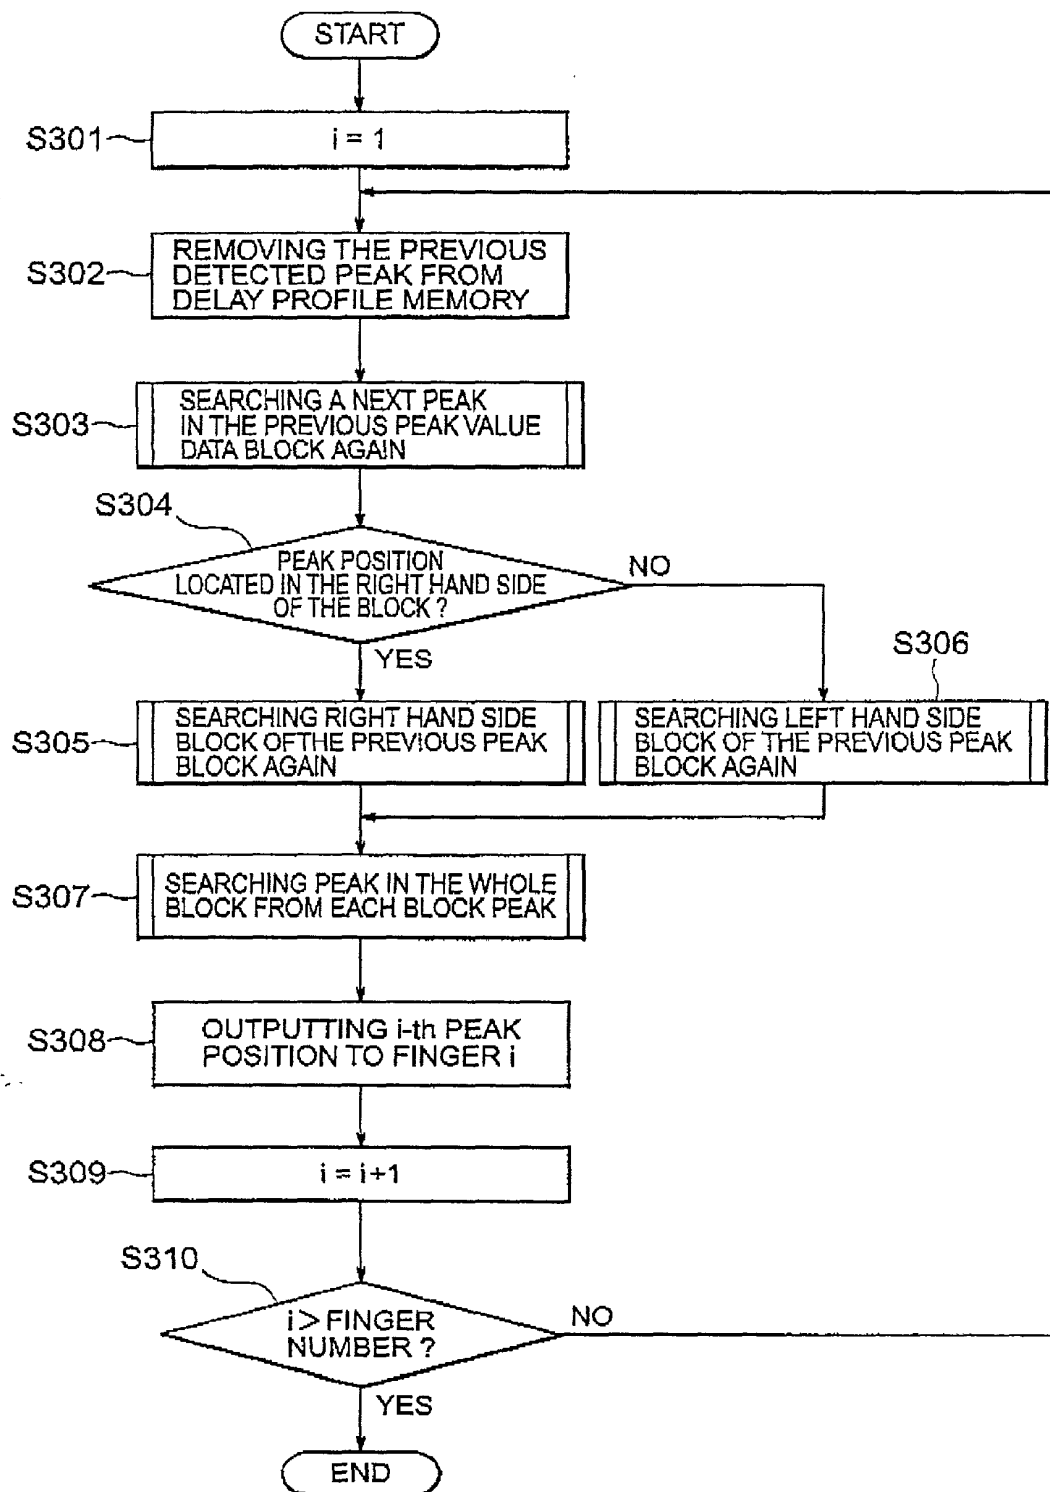 START
S301
i = 1
S302
REMOVING THE PREVIOUS
DETECTED PEAK FROM
DELAY PROFILE MEMORY
S303
SEARCHING A NEXT PEAK
IN THE PREVIOUS PEAK VALUE
DATA BLOCK AGAIN
S304
PEAK POSITION
LOCATED IN THE RIGHT HAND SIDE
OF THE BLOCK ?
NO
YES
S305
SEARCHING RIGHT HAND SIDE
BLOCK OF THE PREVIOUS PEAK
BLOCK AGAIN
S306
SEARCHING LEFT HAND SIDE
BLOCK OF THE PREVIOUS PEAK
BLOCK AGAIN
S307
SEARCHING PEAK IN THE WHOLE
BLOCK FROM EACH BLOCK PEAK
S308
OUTPUTTING i-th PEAK
POSITION TO FINGER i
S309
i = i+1
S310
i > FINGER
NUMBER ?
NO
YES
END